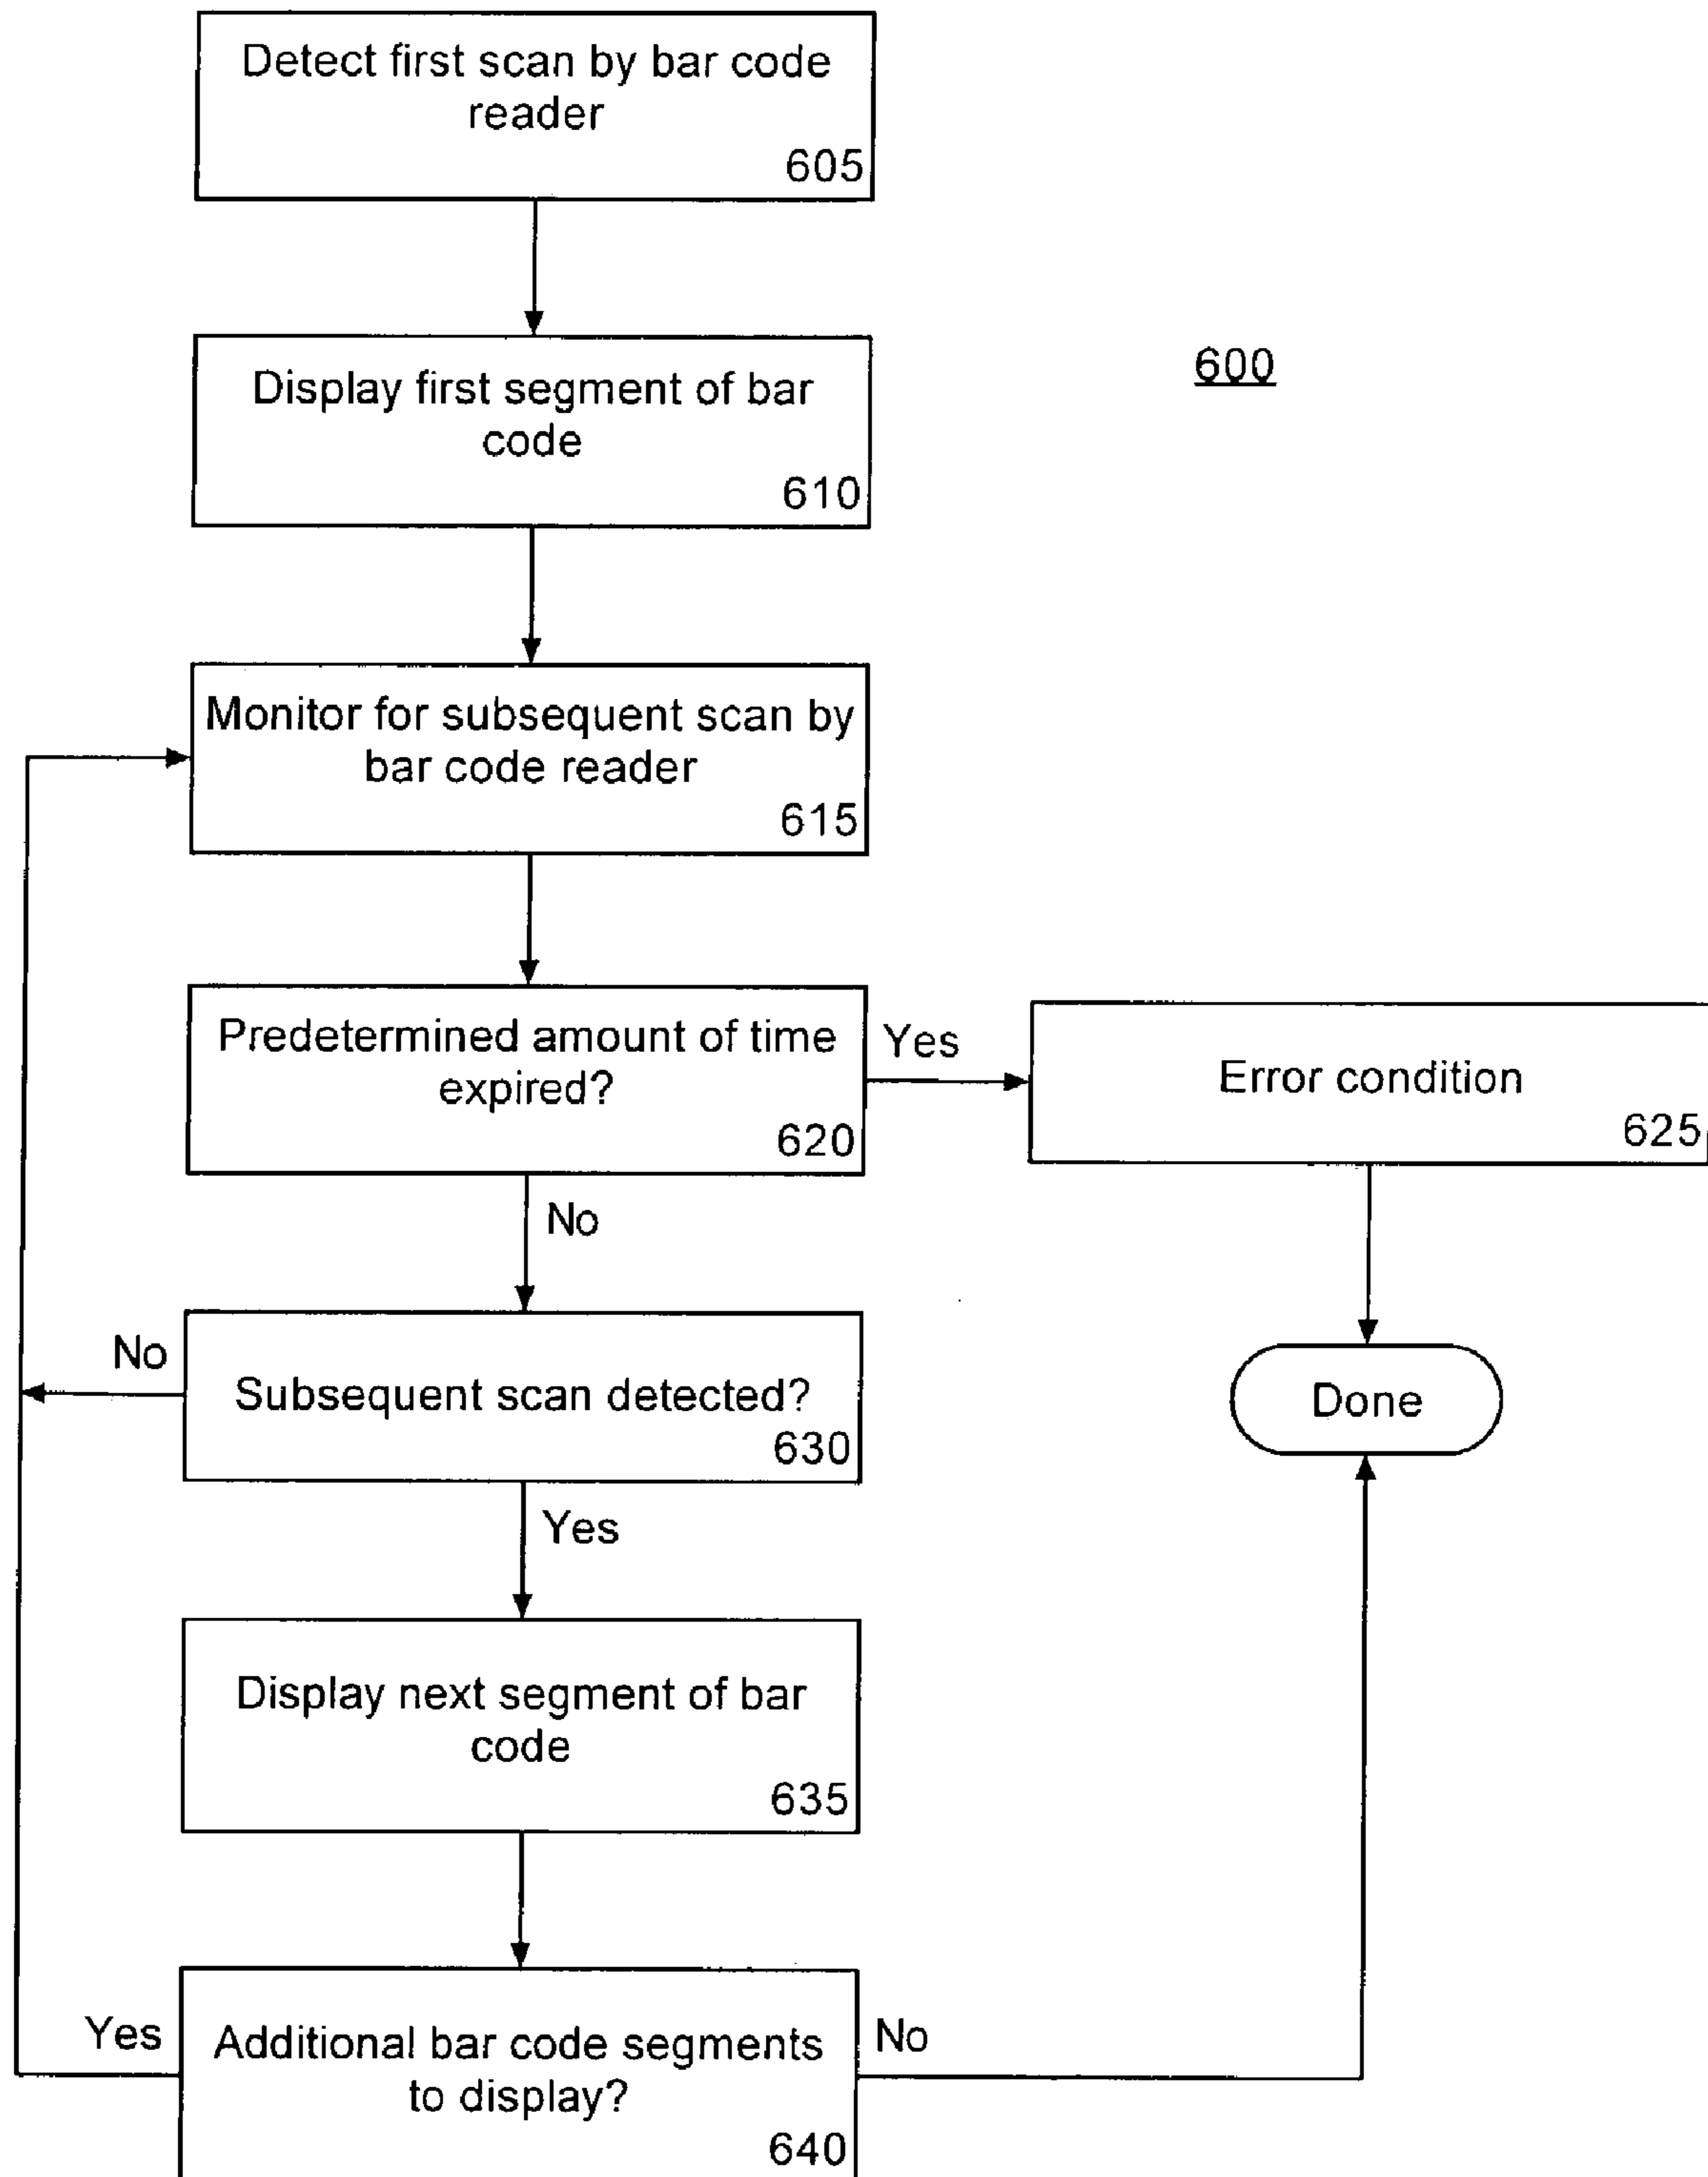 Detect first scan by bar code
reader
605
Display first segment of bar
code
610
600
Monitor for subsequent scan by
bar code reader
615
Predetermined amount of time
expired?
620
Yes
Error condition
625
No
No
Subsequent scan detected?
630
Done
Yes
Display next segment of bar
code
635
Yes
Additional bar code segments
to display?
640
No